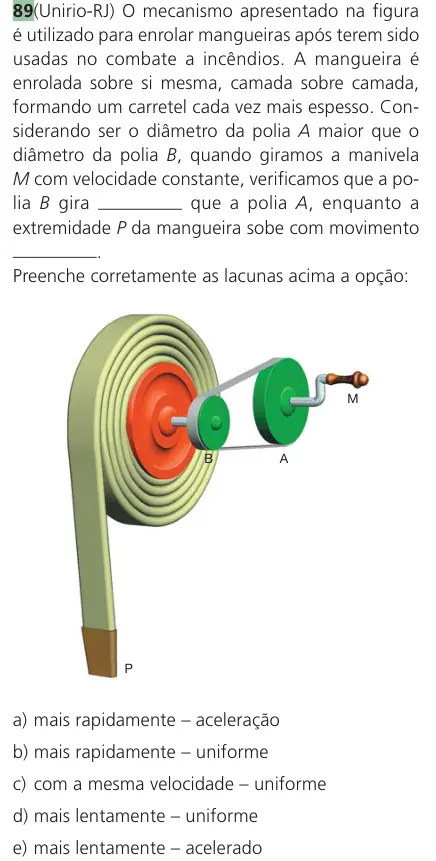 89(Unirio-RJ) O mecanismo apresentado na figura
é utilizado para enrolar mangueiras após terem sido
usadas no combate a incêndios. A mangueira é
enrolada sobre si mesma, camada sobre camada,
formando um carretel cada vez mais espesso. Con-
siderando ser o diâmetro da polia A maior que o
diâmetro da polia B, quando giramos a manivela
M com velocidade constante, verificamos que a po-
lia B gira _________ que a polia A, enquanto a
extremidade P da mangueira sobe com movimento
_________.
Preenche corretamente as lacunas acima a opção:
M
B A
P
a) mais rapidamente – aceleração
b) mais rapidamente – uniforme
c) com a mesma velocidade – uniforme
d) mais lentamente – uniforme
e) mais lentamente – acelerado